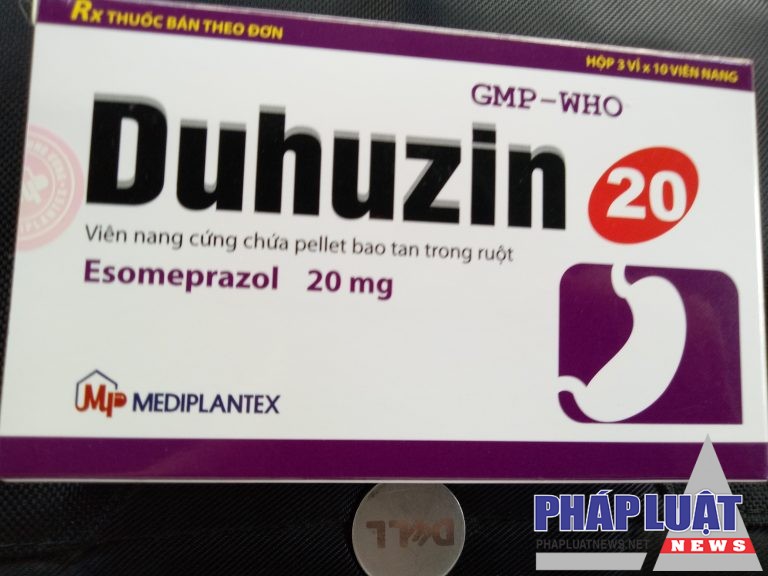 Rx THUỐC BÁN THEO ĐƠN
HỘP 3 VỈ x 10 VIÊN NANG
GMP-WHO
Duhuzin 20
Viên nang cứng chứa pellet bao tan trong ruột
Esomeprazol 20 mg
MEDIPLANTEX
DELL
PHÁP LUẬT
PHAPLUATNEWS.NET
NEWS